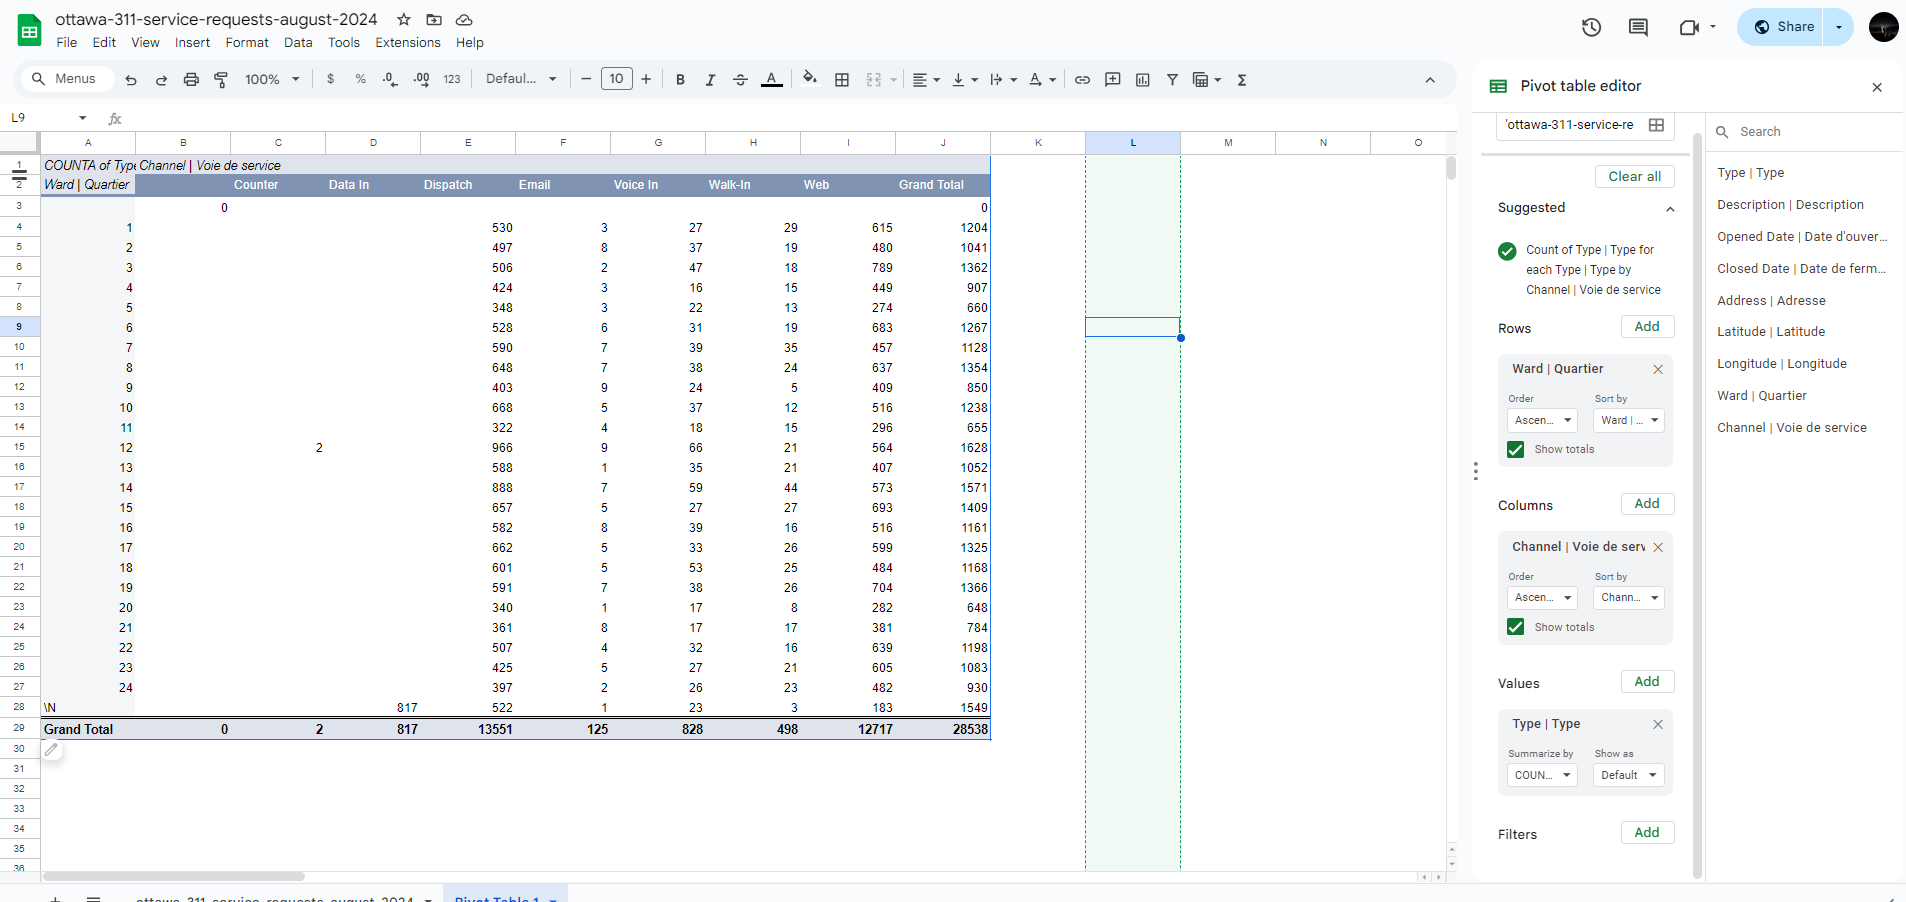 ottawa-311-service-requests-august-2024
File Edit View Insert Format Data Tools Extensions Help
Share
Menus 100% $ % .0 .00 123 Defaul... 10 B I A
L9
fx
A B C D E F G H I J K L M N O
1 COUNTA of Type Channel | Voie de service
2 Ward | Quartier Counter Data In Dispatch Email Voice In Walk-In Web Grand Total
3 0 0
4 1 530 3 27 29 615 1204
5 2 497 8 37 19 480 1041
6 3 506 2 47 18 789 1362
7 4 424 3 16 15 449 907
8 5 348 3 22 13 274 660
9 6 528 6 31 19 683 1267
10 7 590 7 39 35 457 1128
11 8 648 7 38 24 637 1354
12 9 403 9 24 5 409 850
13 10 668 5 37 12 516 1238
14 11 322 4 18 15 296 655
15 12 2 966 9 66 21 564 1628
16 13 588 1 35 21 407 1052
17 14 888 7 59 44 573 1571
18 15 657 5 27 27 693 1409
19 16 582 8 39 16 516 1161
20 17 662 5 33 26 599 1325
21 18 601 5 53 25 484 1168
22 19 591 7 38 26 704 1366
23 20 340 1 17 8 282 648
24 21 361 8 17 17 381 784
25 22 507 4 32 16 639 1198
26 23 425 5 27 21 605 1083
27 24 397 2 26 23 482 930
28 \N 817 522 1 23 3 183 1549
29 Grand Total 0 2 817 13551 125 828 498 12717 28538
30
31
32
33
34
35
36
ottawa-311-service-requests-august-2024 Pivot Table 1
Pivot table editor
'ottawa-311-service-re
Clear all
Suggested
Count of Type | Type for
each Type | Type by
Channel | Voie de service
Rows Add
Ward | Quartier
Order Sort by
Ascen... Ward | ...
Show totals
Columns Add
Channel | Voie de serv
Order Sort by
Ascen... Chann...
Show totals
Values Add
Type | Type
Summarize by Show as
COUN... Default
Filters Add
Search
Type | Type
Description | Description
Opened Date | Date d'ouver...
Closed Date | Date de ferm...
Address | Adresse
Latitude | Latitude
Longitude | Longitude
Ward | Quartier
Channel | Voie de service